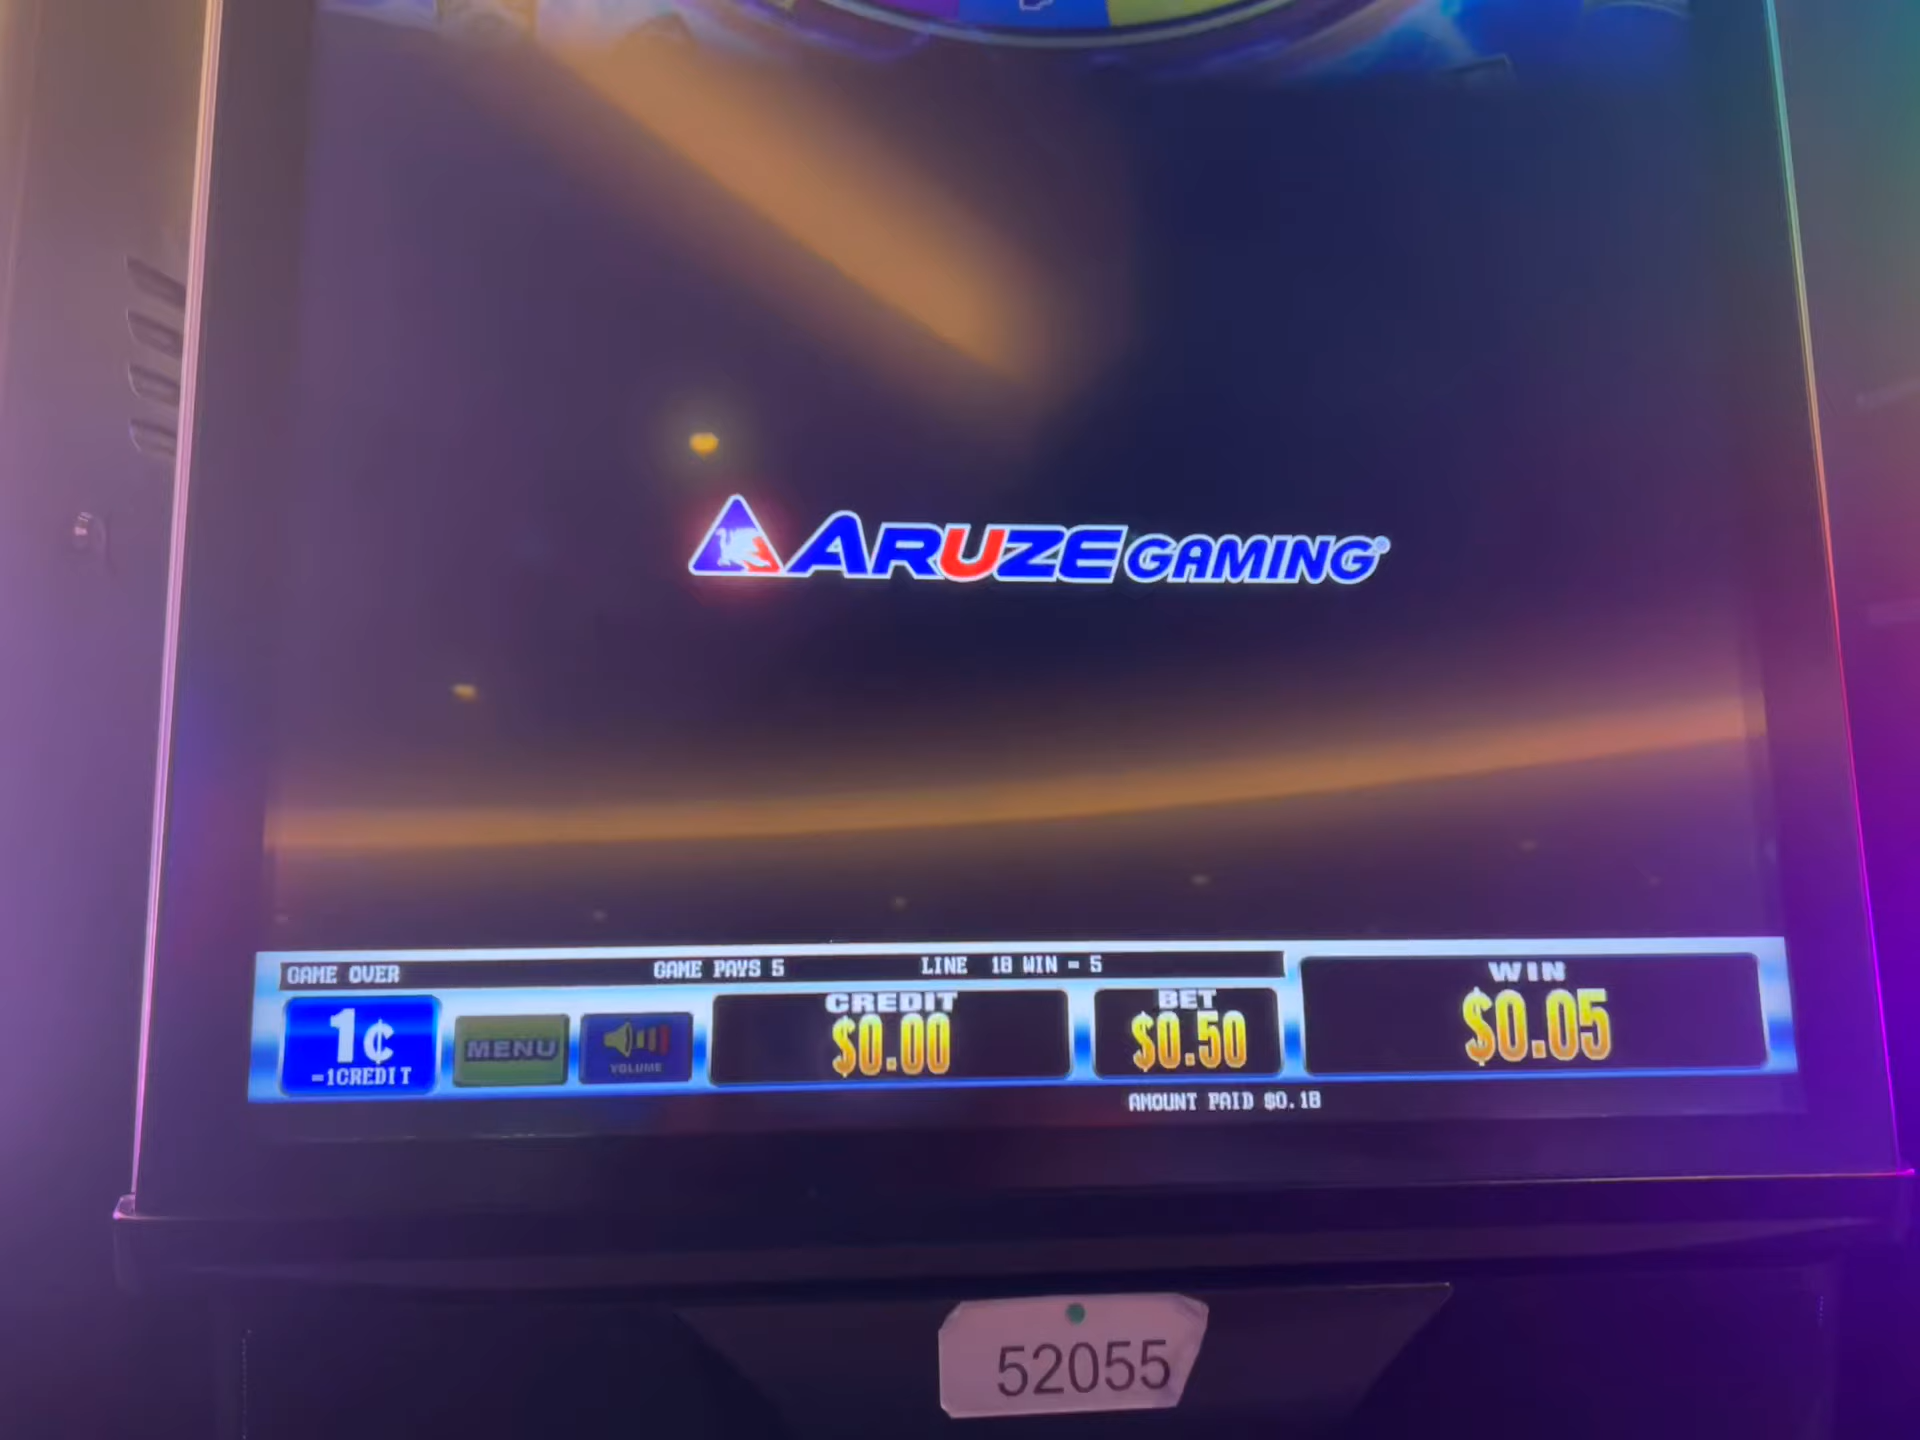 ARUZE GAMING®
GAME OVER GAME PAYS 5 LINE 18 WIN = 5
1¢
=1CREDIT
MENU
VOLUME
CREDIT
$0.00
BET
$0.50
WIN
$0.05
AMOUNT PAID $0.18
52055